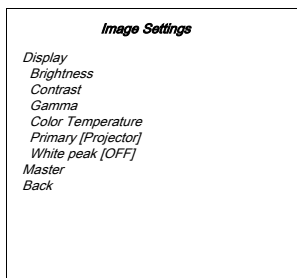 Image Settings
Display
Brightness
Contrast
Gamma
Color Temperature
Primary [Projector]
White peak [OFF]
Master
Back